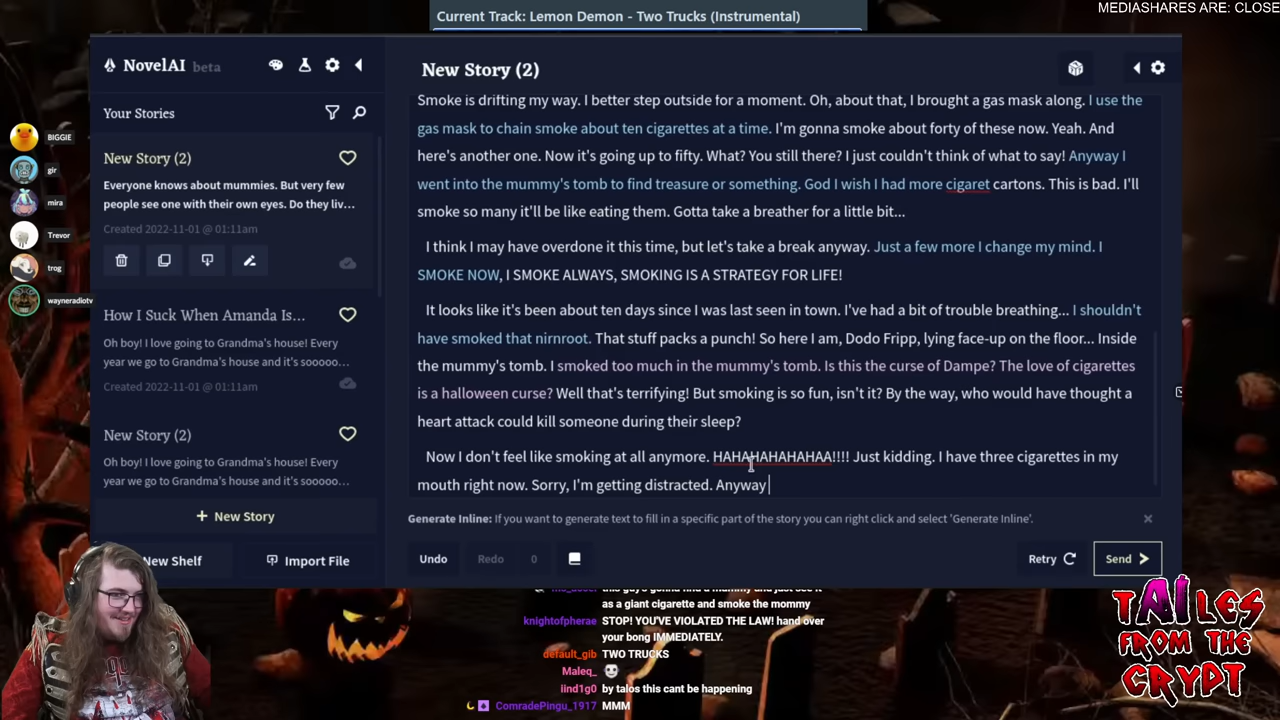 Current Track: Lemon Demon - Two Trucks (Instrumental)
MEDIASHARES ARE: CLOSE
NovelAI beta
New Story (2)
Your Stories
BIGGIE
gir
mira
Trevor
trog
wayneradiotv
New Story (2)
Everyone knows about mummies. But very few
people see one with their own eyes. Do they liv...
Created 2022-11-01 @ 01:11am
How I Suck When Amanda Is...
Oh boy! I love going to Grandma's house and it's sooooo
Every year we go to Grandma's house and it's soooo...
Created 2022-11-01 @ 01:11am
New Story (2)
Oh boy! I love going to Grandma's house! Every
year we go to Grandma's house and it's sooooo...
+ New Story
New Shelf
Import File
Smoke is drifting my way. I better step outside for a moment. Oh, about that, I brought a gas mask along. I use the
gas mask to chain smoke about ten cigarettes at a time. I'm gonna smoke about forty of these now. Yeah. And
here's another one. Now it's going up to fifty. What? You still there? I just couldn't think of what to say! Anyway I
went into the mummy's tomb to find treasure or something. God I wish I had more cigaret cartons. This is bad. I'll
smoke so many it'll be like eating them. Gotta take a breather for a little bit...
I think I may have overdone it this time, but let's take a break anyway. Just a few more I change my mind. I
SMOKE NOW, I SMOKE ALWAYS, SMOKING IS A STRATEGY FOR LIFE!
It looks like it's been about ten days since I was last seen in town. I've had a bit of trouble breathing... I shouldn't
have smoked that nirnroot. That stuff packs a punch! So here I am, Dodo Fripp, lying face-up on the floor... Inside
the mummy's tomb. I smoked too much in the mummy's tomb. Is this the curse of Dampe? The love of cigarettes
is a halloween curse? Well that's terrifying! But smoking is so fun, isn't it? By the way, who would have thought a
heart attack could kill someone during their sleep?
Now I don't feel like smoking at all anymore. HAHAHAHAHAHAA!!!! Just kidding. I have three cigarettes in my
mouth right now. Sorry, I'm getting distracted. Anyway
Generate Inline: If you want to generate text to fill in a specific part of the story you can right click and select 'Generate Inline'.
Undo
Redo
0
Retry
Send
as a giant cigarette and smoke the mommy
knightofpherae STOP! YOU'VE VIOLATED THE LAW! hand over
your bong IMMEDIATELY.
default_gib TWO TRUCKS
Maleq_
iind1g0 by talos this cant be happening
ComradePingu_1917 MMM
TAILES
FROM THE
CRYPT